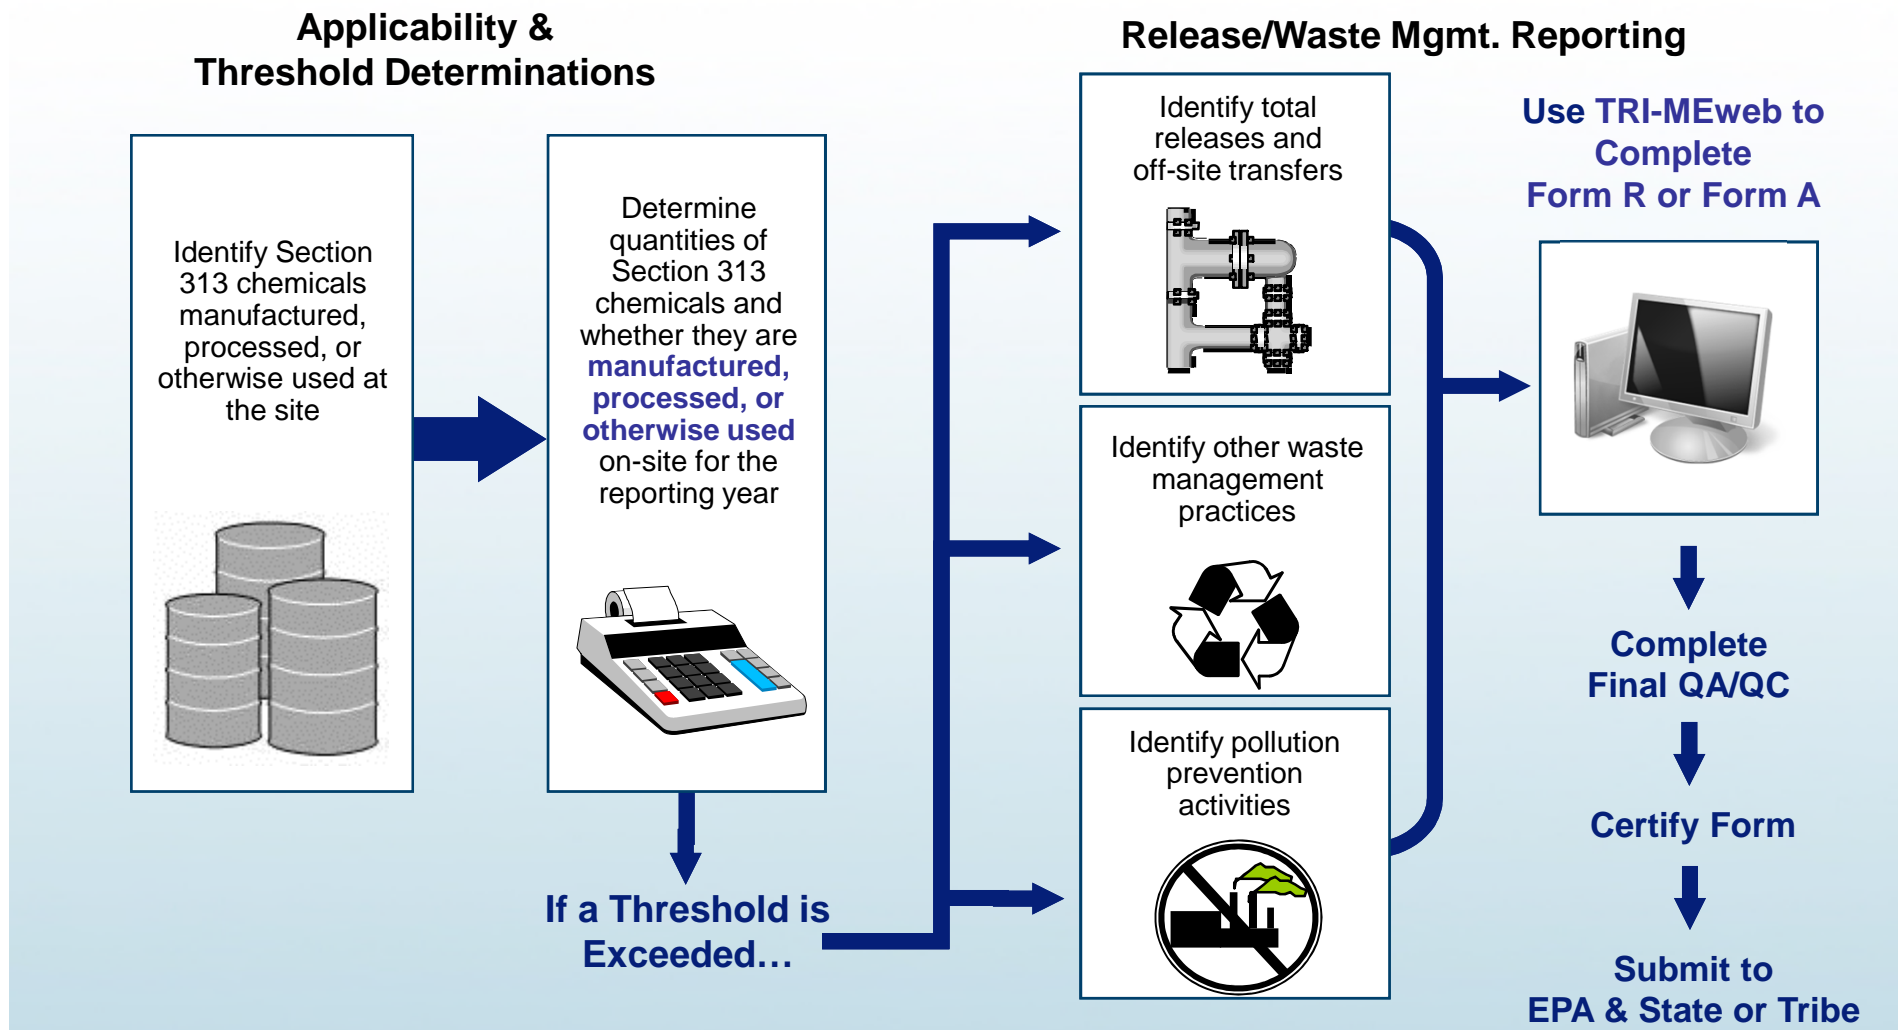 Applicability &
Threshold Determinations
Identify Section
313 chemicals
manufactured,
processed, or
otherwise used at
the site
Determine
quantities of
Section 313
chemicals and
whether they are
manufactured,
processed, or
otherwise used
on-site for the
reporting year
If a Threshold is
Exceeded…
Release/Waste Mgmt. Reporting
Identify total
releases and
off-site transfers
Identify other waste
management
practices
Identify pollution
prevention
activities
Use TRI-MEweb to
Complete
Form R or Form A
Complete
Final QA/QC
Certify Form
Submit to
EPA & State or Tribe